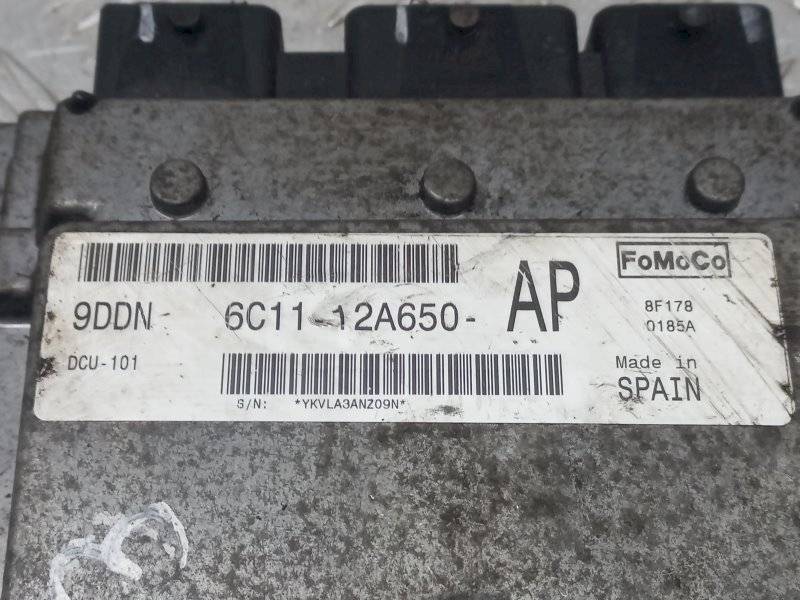 FoMoCo
9DDN 6C11-12A650- AP
8F178
0185A
DCU-101
Made in
SPAIN
S/N: *YKVLA3ANZ09N*